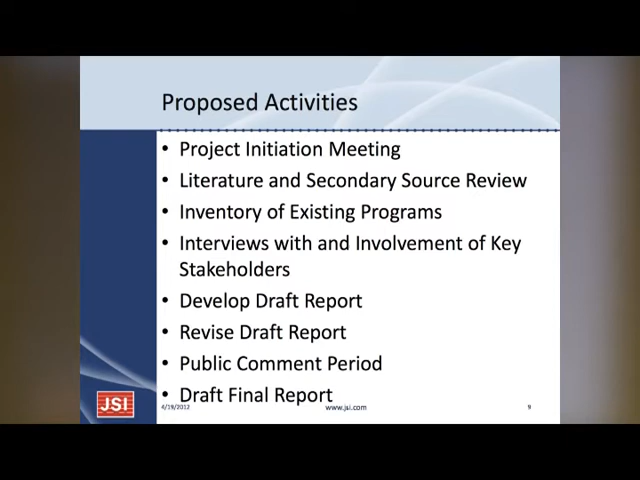 Proposed Activities
• Project Initiation Meeting
• Literature and Secondary Source Review
• Inventory of Existing Programs
• Interviews with and Involvement of Key
Stakeholders
• Develop Draft Report
• Revise Draft Report
• Public Comment Period
• Draft Final Report
JSI
4/19/2012
www.jsi.com
9